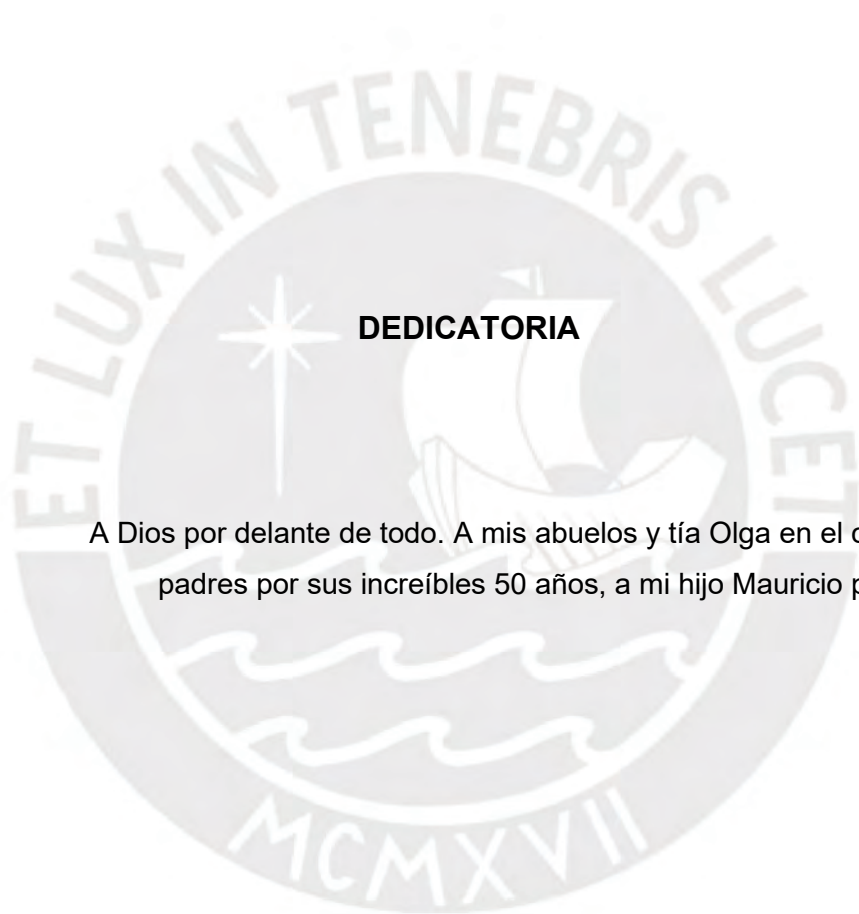 ET LUX IN TENEBRIS LUCET
DEDICATORIA
A Dios por delante de todo. A mis abuelos y tía Olga en el
padres por sus increíbles 50 años, a mi hijo Mauricio
MCMXVII